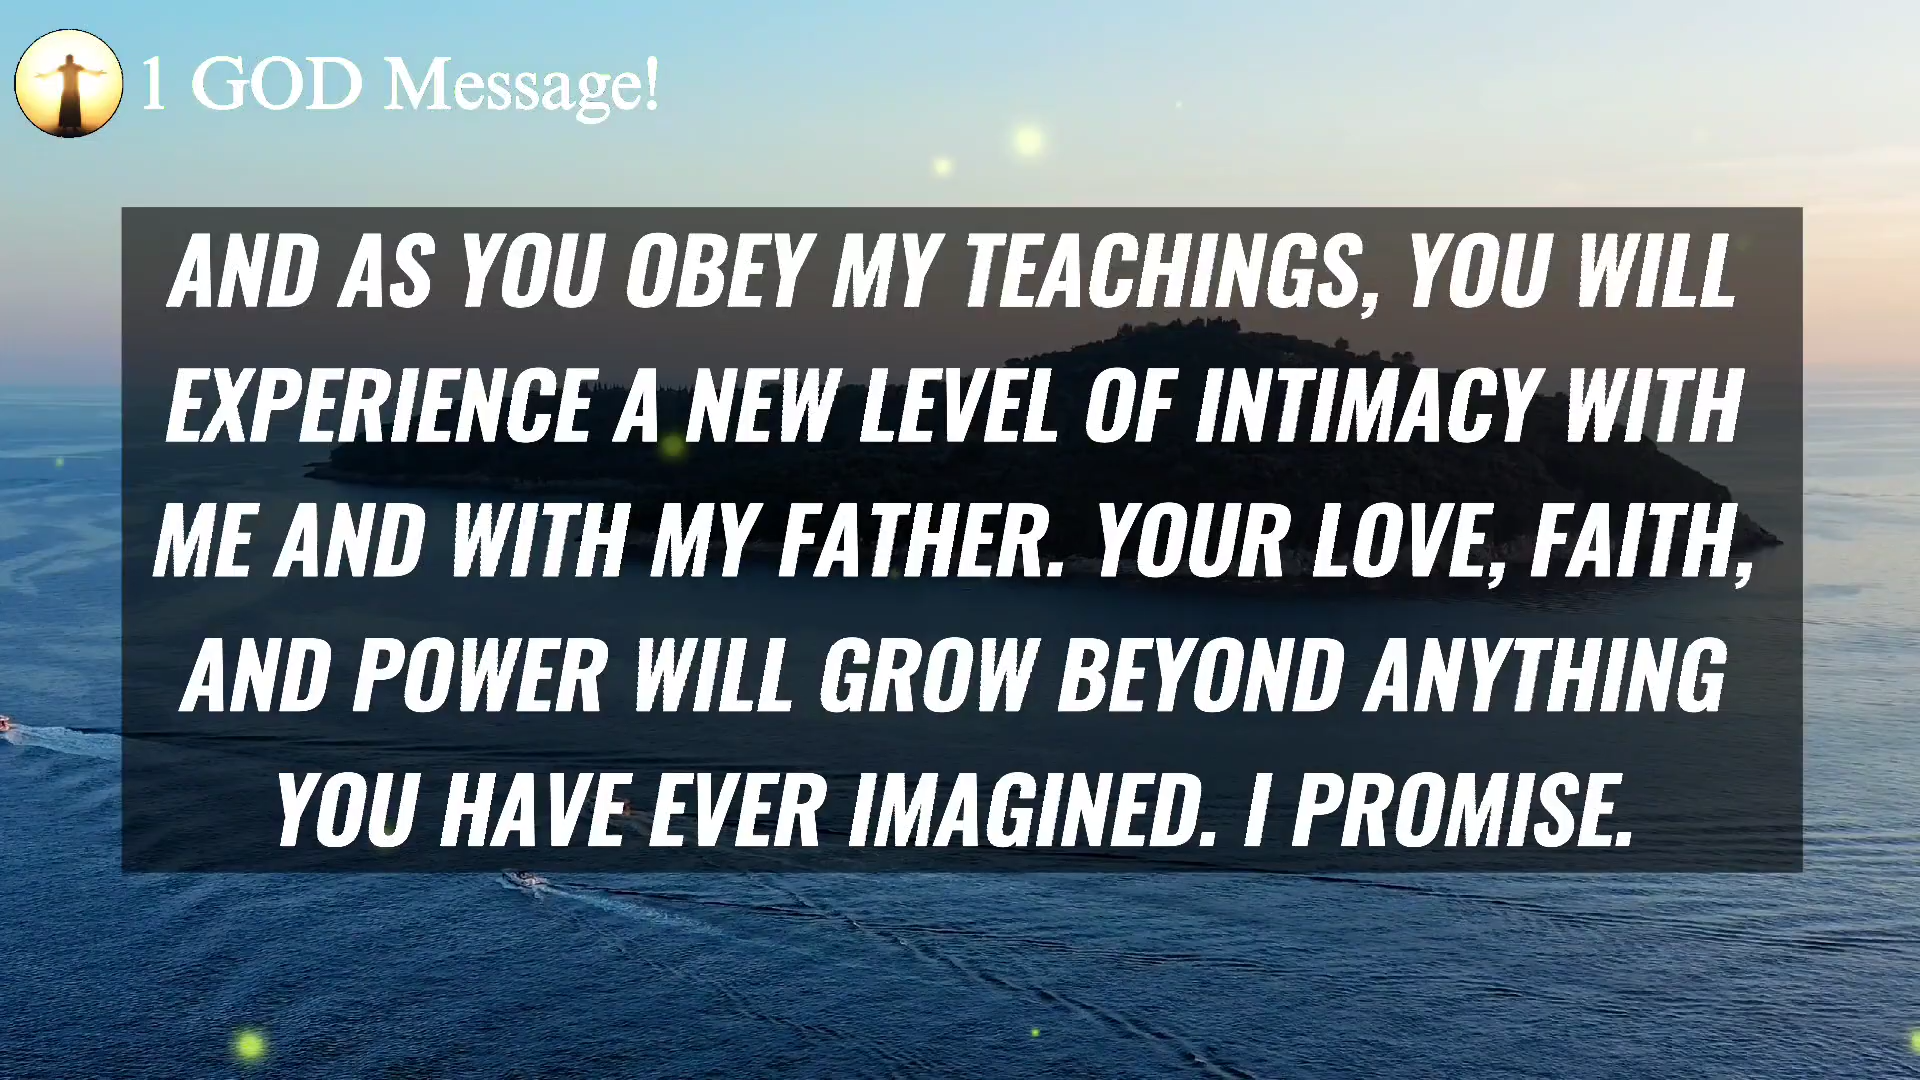 1 GOD Message!
AND AS YOU OBEY MY TEACHINGS, YOU WILL
EXPERIENCE A NEW LEVEL OF INTIMACY WITH
ME AND WITH MY FATHER. YOUR LOVE, FAITH,
AND POWER WILL GROW BEYOND ANYTHING
YOU HAVE EVER IMAGINED. I PROMISE.